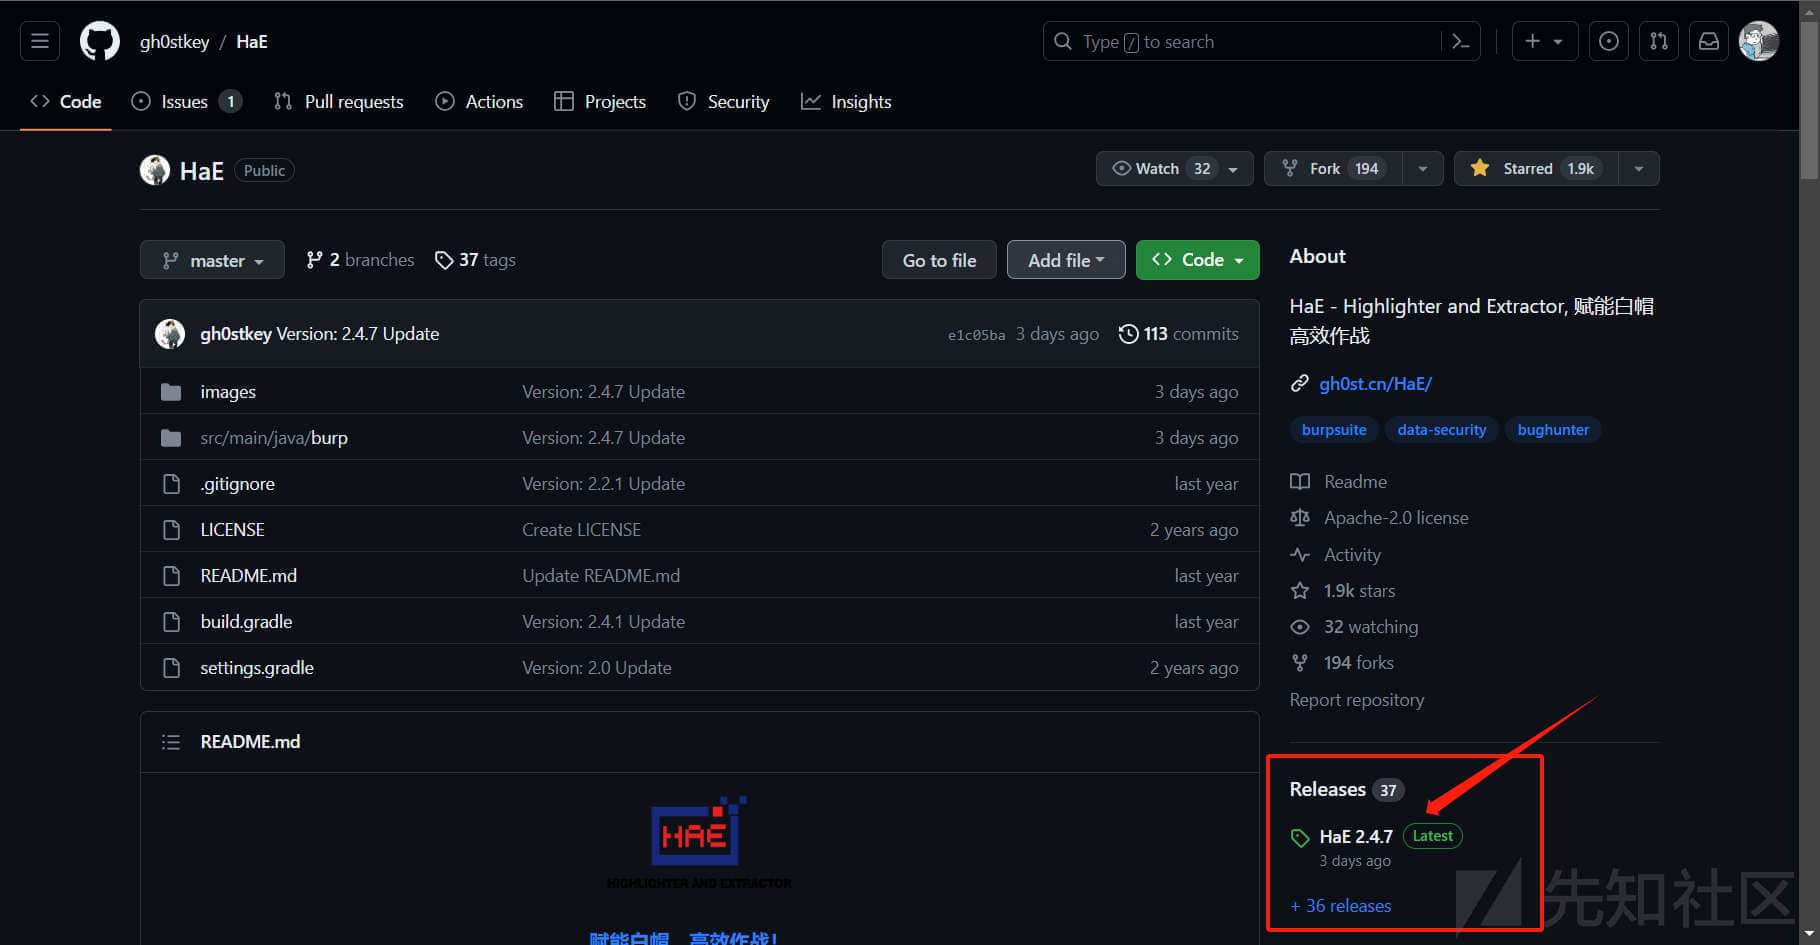 gh0stkey / HaE
Type / to search
Code
Issues 1
Pull requests
Actions
Projects
Security
Insights
HaE Public
Watch 32
Fork 194
Starred 1.9k
master
2 branches
37 tags
Go to file
Add file
Code
gh0stkey Version: 2.4.7 Update
e1c05ba 3 days ago 113 commits
images Version: 2.4.7 Update 3 days ago
src/main/java/burp Version: 2.4.7 Update 3 days ago
.gitignore Version: 2.2.1 Update last year
LICENSE Create LICENSE 2 years ago
README.md Update README.md last year
build.gradle Version: 2.4.1 Update last year
settings.gradle Version: 2.0 Update 2 years ago
README.md
HAE
HIGHLIGHTER AND EXTRACTOR
赋能白帽，高效作战!
About
HaE - Highlighter and Extractor, 赋能白帽
高效作战
gh0st.cn/HaE/
burpsuite data-security bughunter
Readme
Apache-2.0 license
Activity
1.9k stars
32 watching
194 forks
Report repository
Releases 37
HaE 2.4.7 Latest
3 days ago
+ 36 releases
先知社区